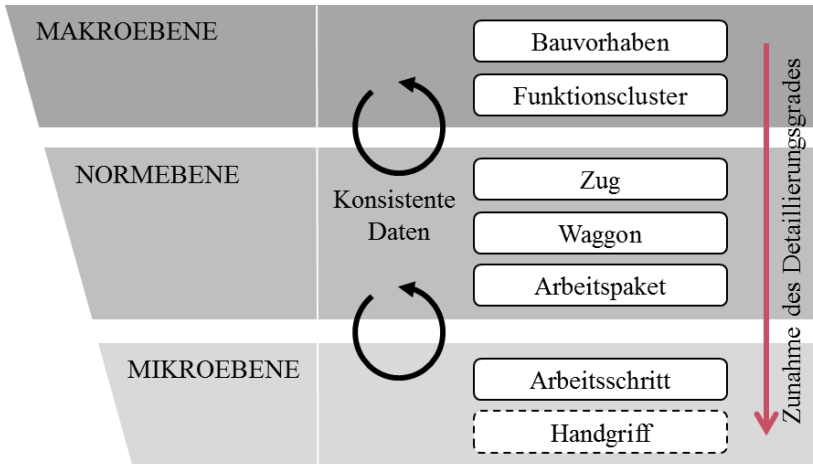 MAKROEBENE
Bauvorhaben
Funktionscluster
NORMEBENE
Konsistente
Daten
Zug
Waggon
Arbeitspaket
MIKROEBENE
Arbeitsschritt
Handgriff
Zunahme des Detaillierungsgrades